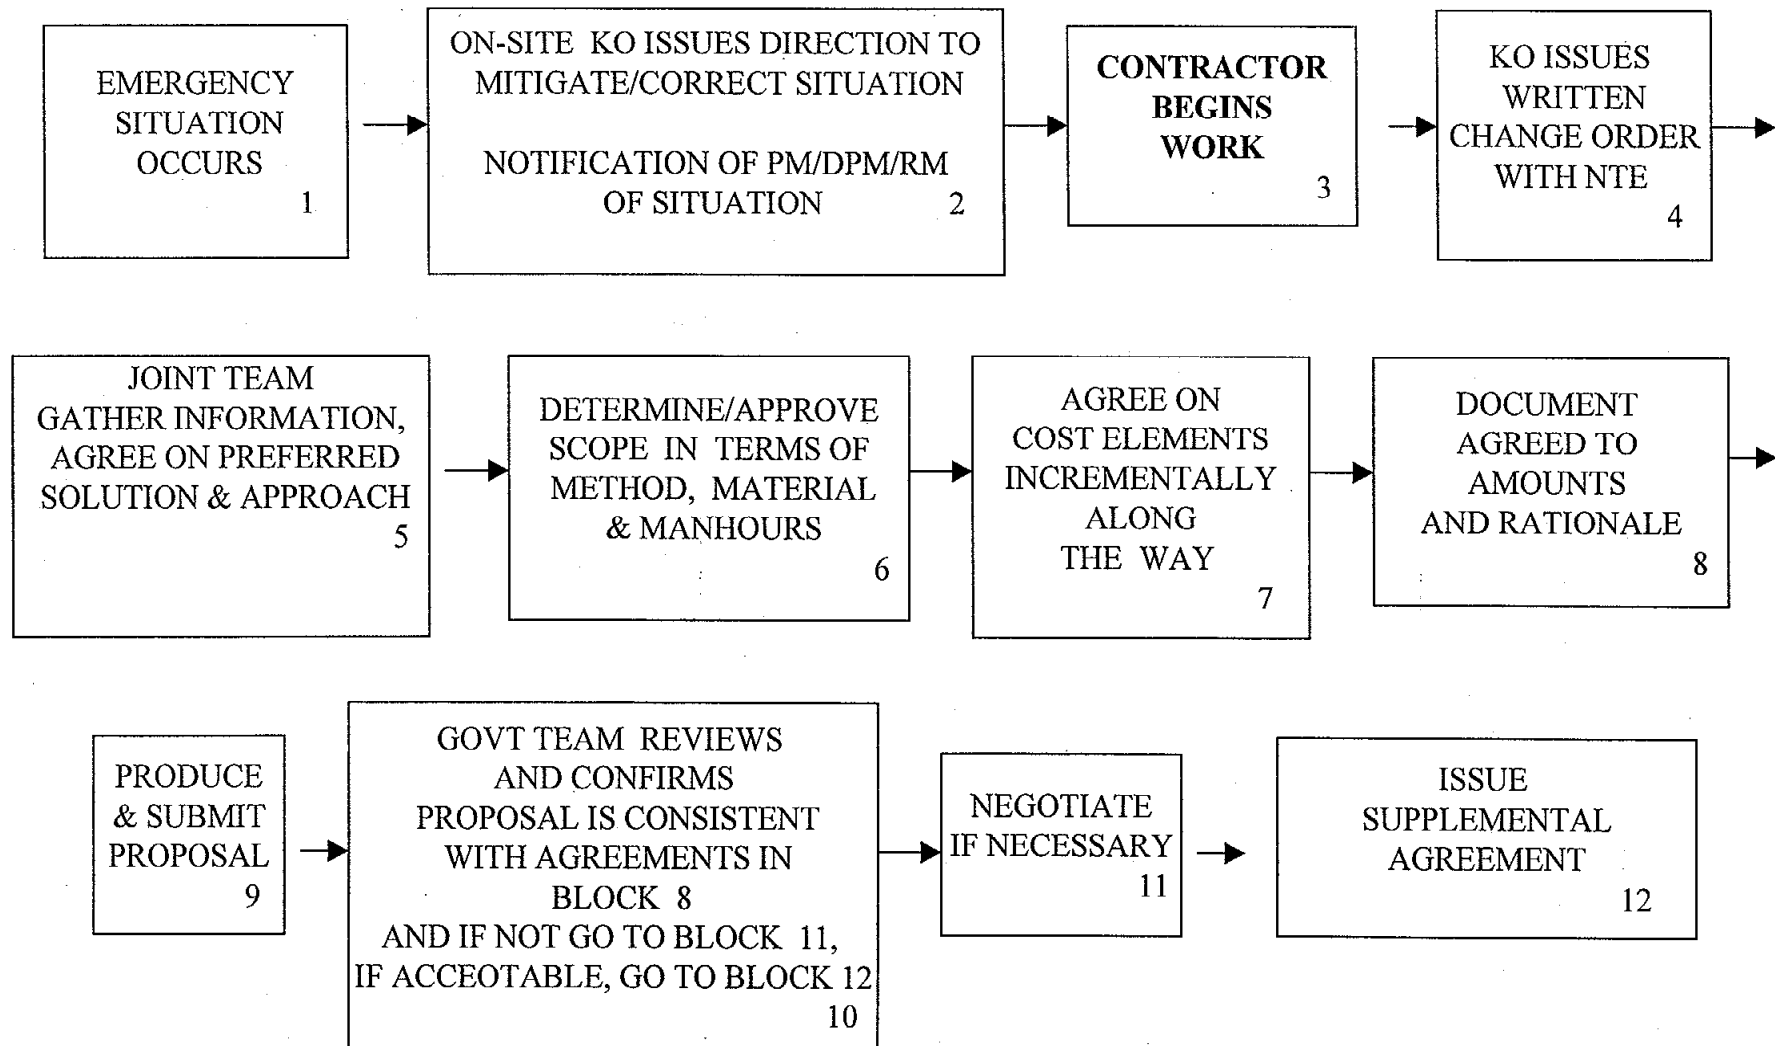 EMERGENCY
SITUATION
OCCURS
1
ON-SITE KO ISSUES DIRECTION TO
MITIGATE/CORRECT SITUATION
NOTIFICATION OF PM/DPM/RM
OF SITUATION
2
CONTRACTOR
BEGINS
WORK
3
KO ISSUES
WRITTEN
CHANGE ORDER
WITH NTE
4
JOINT TEAM
GATHER INFORMATION,
AGREE ON PREFERRED
SOLUTION & APPROACH
5
DETERMINE/APPROVE
SCOPE IN TERMS OF
METHOD, MATERIAL
& MANHOURS
6
AGREE ON
COST ELEMENTS
INCREMENTALLY
ALONG
THE WAY
7
DOCUMENT
AGREED TO
AMOUNTS
AND RATIONALE
8
PRODUCE
& SUBMIT
PROPOSAL
9
GOVT TEAM REVIEWS
AND CONFIRMS
PROPOSAL IS CONSISTENT
WITH AGREEMENTS IN
BLOCK 8
AND IF NOT GO TO BLOCK 11,
IF ACCEOTABLE, GO TO BLOCK 12
10
NEGOTIATE
IF NECESSARY
11
ISSUE
SUPPLEMENTAL
AGREEMENT
12